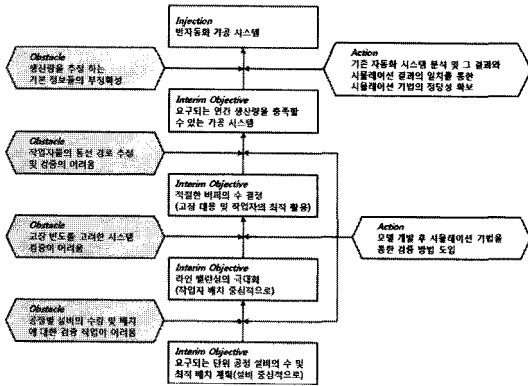 Injection
반자동화 가공 시스템
Obstacle
생산량을 추정 하는
기본 정보들의 부정확성
Action
기존 자동화 시스템 분석 및 그 결과와
시뮬레이션 결과의 일치를 통한
시뮬레이션 기법의 정당성 확보
Interim Objective
요구되는 연간 생산량을 충족할
수 있는 가공 시스템
Obstacle
작업자들의 동선 경로 추정
및 검증의 어려움
Interim Objective
적절한 버퍼의 수 결정
(고장 대응 및 작업자의 최적 활용)
Obstacle
고장 빈도를 고려한 시스템
검증이 어려움
Action
모델 개발 후 시뮬레이션 기법을
통한 검증 방법 도입
Interim Objective
라인 밸런싱의 극대화
(작업자 배치 중심적으로)
Obstacle
공정별 설비의 수량 및 배치
에 대한 검증 작업이 어려움
Interim Objective
요구되는 단위 공정 설비의 수 및
최적 배치 계획(설비 중심적으로)